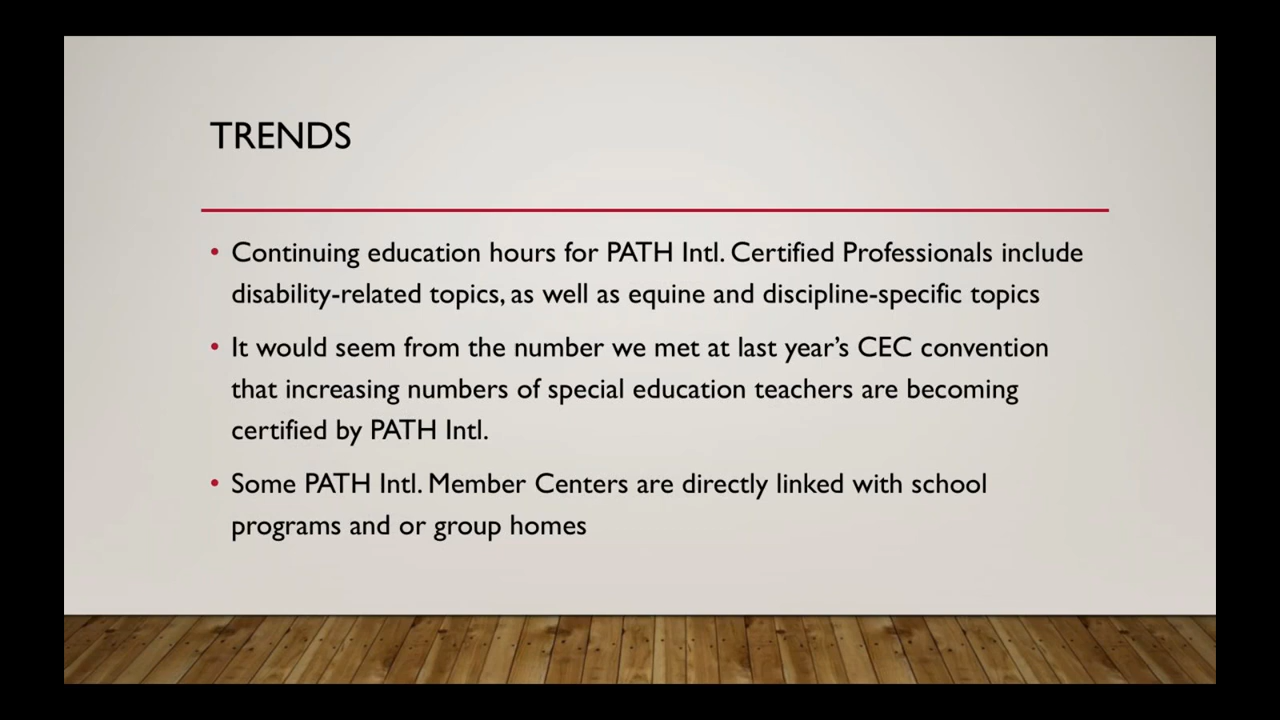 TRENDS
• Continuing education hours for PATH Intl. Certified Professionals include
disability-related topics, as well as equine and discipline-specific topics
• It would seem from the number we met at last year’s CEC convention
that increasing numbers of special education teachers are becoming
certified by PATH Intl.
• Some PATH Intl. Member Centers are directly linked with school
programs and or group homes